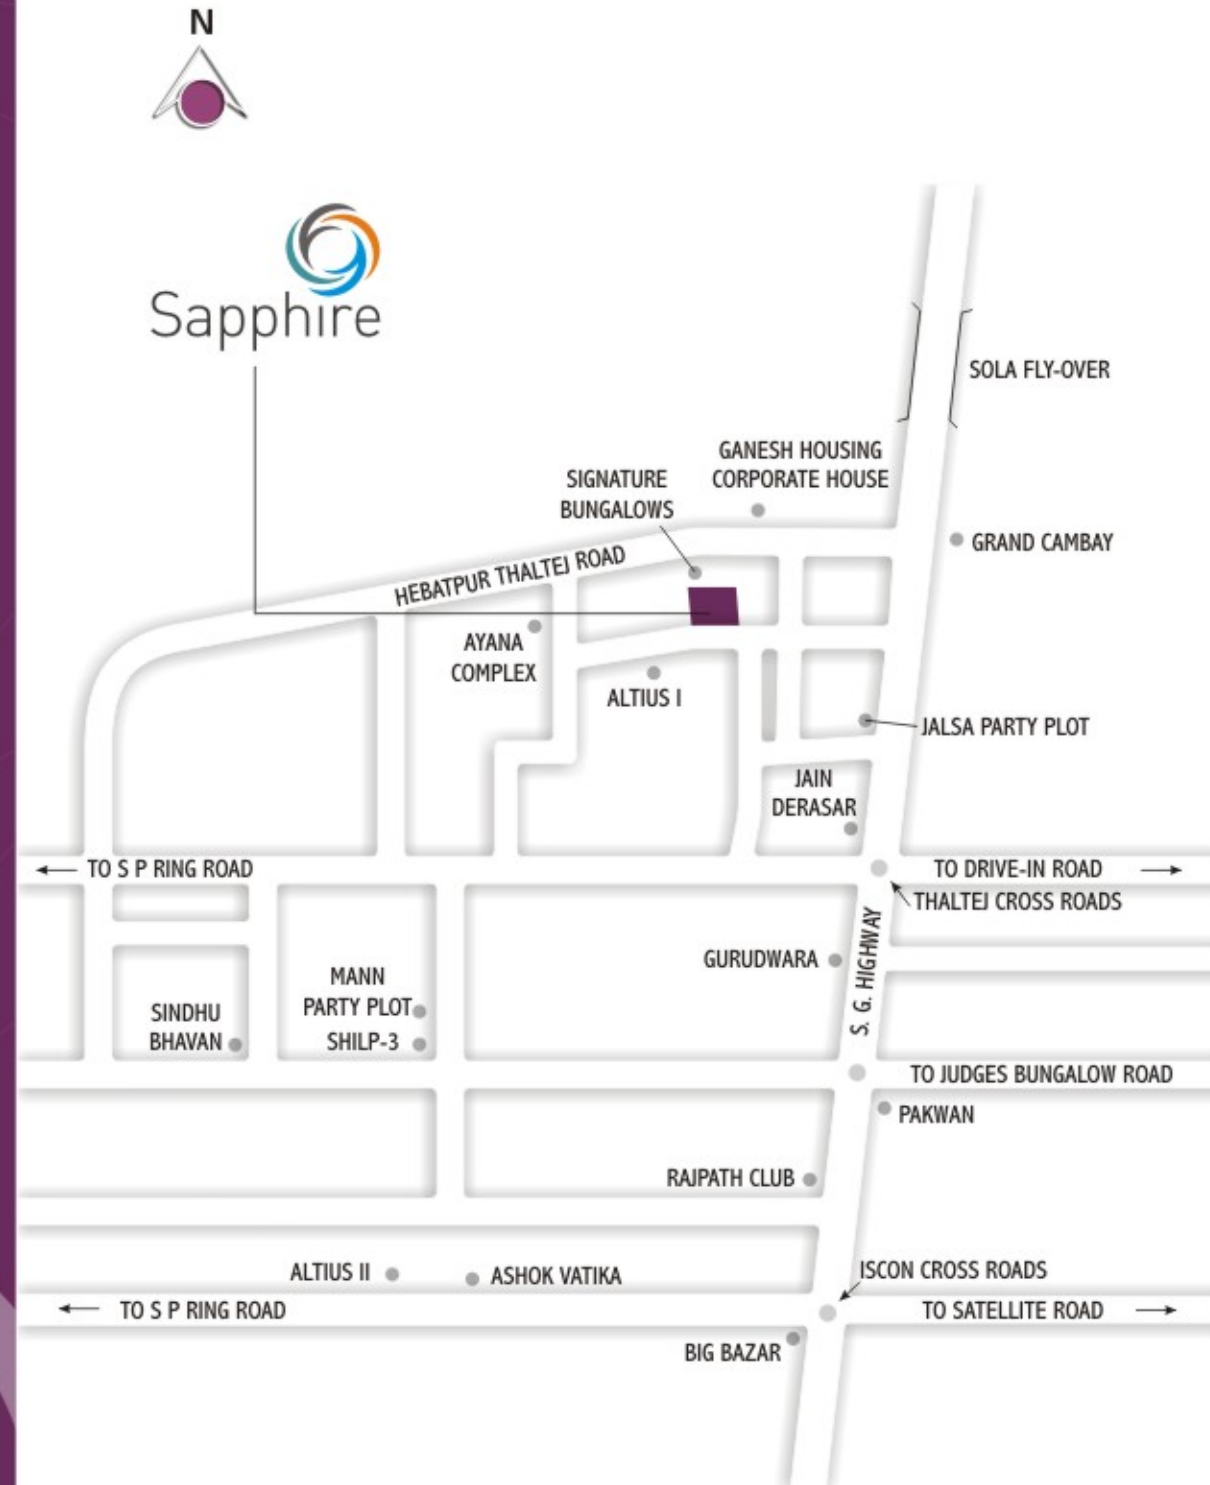 N
Sapphire
SOLA FLY-OVER
GANESH HOUSING
CORPORATE HOUSE
SIGNATURE
BUNGALOWS
GRAND CAMBAY
HEBATPUR THALTEJ ROAD
AYANA
COMPLEX
ALTIUS I
JALSA PARTY PLOT
JAIN
DERASAR
TO S P RING ROAD
TO DRIVE-IN ROAD
THALTEJ CROSS ROADS
S. G. HIGHWAY
GURUDWARA
MANN
PARTY PLOT
SINDHU
BHAVAN
SHILP-3
TO JUDGES BUNGALOW ROAD
PAKWAN
RAJPATH CLUB
ALTIUS II
ASHOK VATIKA
ISCON CROSS ROADS
TO S P RING ROAD
TO SATELLITE ROAD
BIG BAZAR